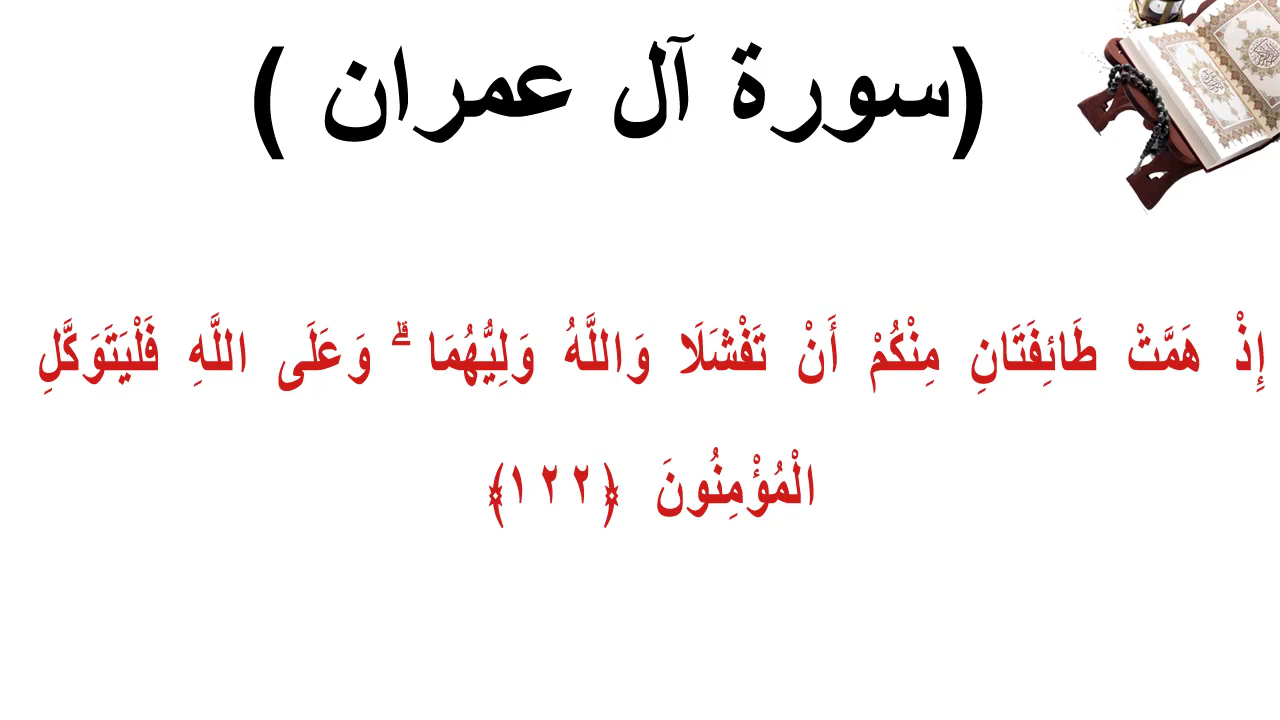 (سورة آل عمران )
إِذْ هَمَّتْ طَائِفَتَانِ مِنْكُمْ أَنْ تَفْشَلَا وَاللَّهُ وَلِيُّهُمَا ۗ وَعَلَى اللَّهِ فَلْيَتَوَكَّلِ
الْمُؤْمِنُونَ ﴿١٢٢﴾